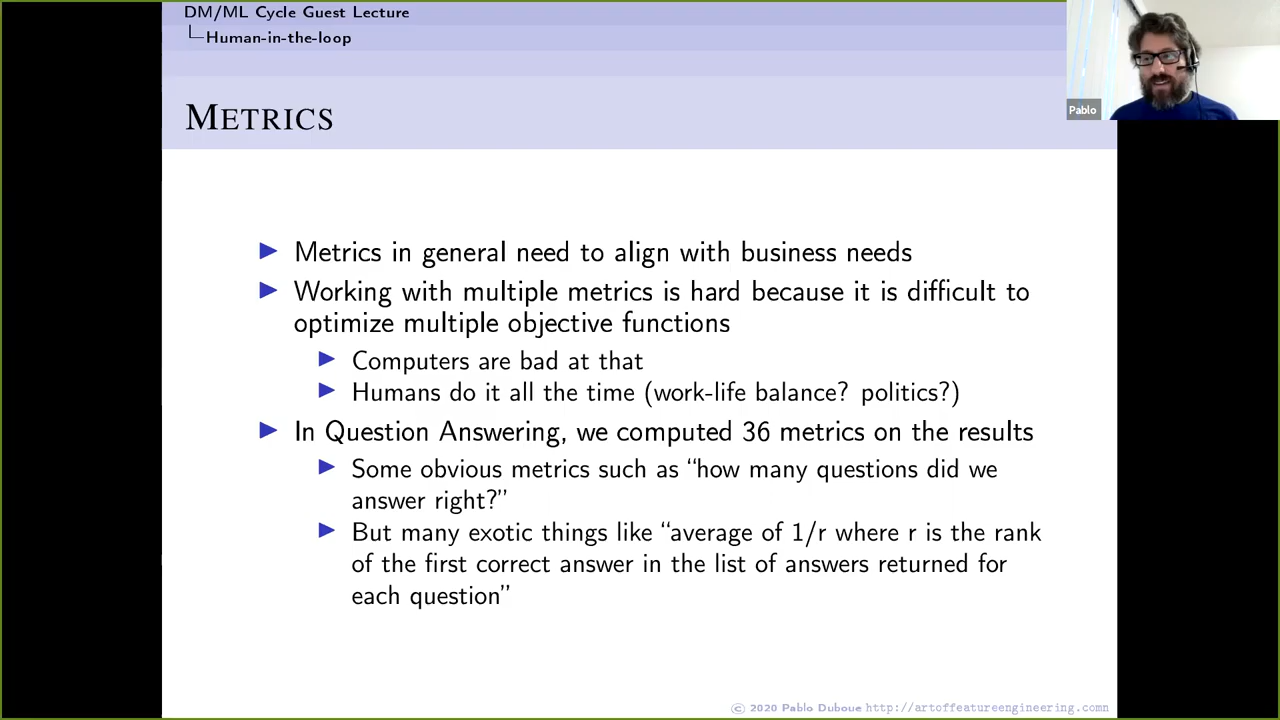 DM/ML Cycle Guest Lecture
Human-in-the-loop
METRICS
Pablo
Metrics in general need to align with business needs
Working with multiple metrics is hard because it is difficult to
optimize multiple objective functions
Computers are bad at that
Humans do it all the time (work-life balance? politics?)
In Question Answering, we computed 36 metrics on the results
Some obvious metrics such as “how many questions did we
answer right?”
But many exotic things like “average of 1/r where r is the rank
of the first correct answer in the list of answers returned for
each question”
© 2020 Pablo Duboue http://artoffeatureengineering.comn